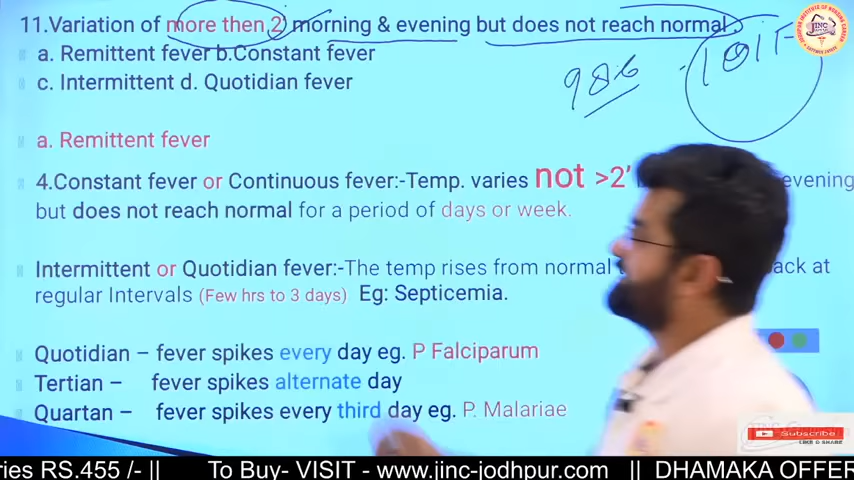 11.Variation of more then 2' morning & evening but does not reach normal.
a. Remittent fever b.Constant fever
c. Intermittent d. Quotidian fever
98.6
101F
a. Remittent fever
4.Constant fever or Continuous fever:-Temp. varies not >2' evening
but does not reach normal for a period of days or week.
Intermittent or Quotidian fever:-The temp rises from normal back at
regular Intervals (Few hrs to 3 days) Eg: Septicemia.
Quotidian – fever spikes every day eg. P Falciparum
Tertian – fever spikes alternate day
Quartan – fever spikes every third day eg. P. Malariae
Subscribe
LIKE & SHARE
ries RS.455 /- || To Buy- VISIT - www.jinc-jodhpur.com || DHAMAKA OFFER